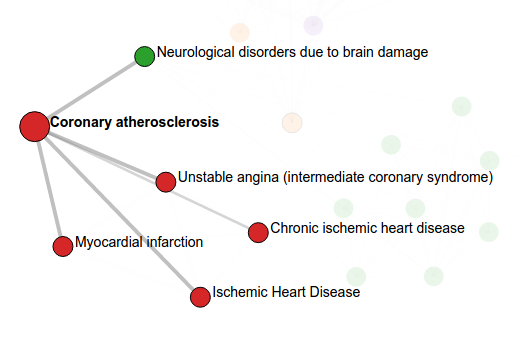 Neurological disorders due to brain damage
Coronary atherosclerosis
Unstable angina (intermediate coronary syndrome)
Chronic ischemic heart disease
Myocardial infarction
Ischemic Heart Disease